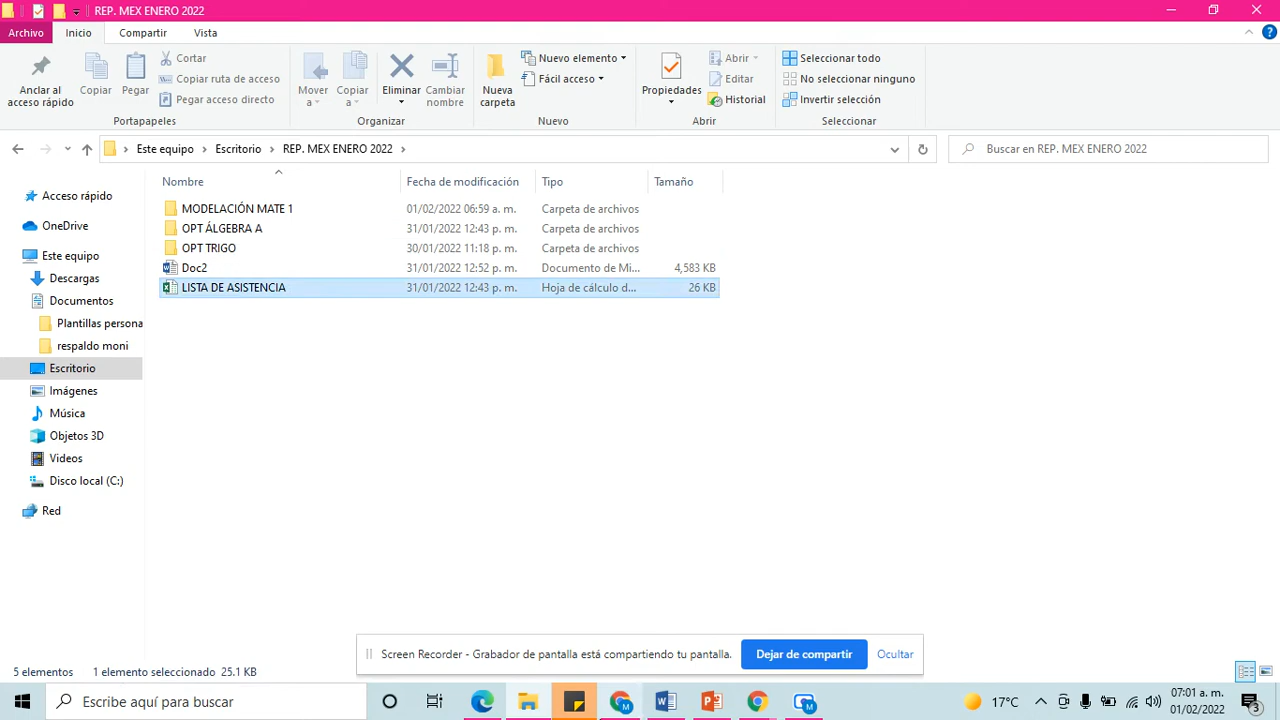 REP. MEX ENERO 2022
Archivo Inicio Compartir Vista
Anclar al acceso rápido
Copiar
Pegar
Cortar
Copiar ruta de acceso
Pegar acceso directo
Portapapeles
Mover a
Copiar a
Eliminar
Cambiar nombre
Organizar
Nueva carpeta
Nuevo elemento
Fácil acceso
Nuevo
Propiedades
Abrir
Editar
Historial
Abrir
Seleccionar todo
No seleccionar ninguno
Invertir selección
Seleccionar
Este equipo Escritorio REP. MEX ENERO 2022
Buscar en REP. MEX ENERO 2022
Acceso rápido
OneDrive
Este equipo
Descargas
Documentos
Plantillas persona
respaldo moni
Escritorio
Imágenes
Música
Objetos 3D
Videos
Disco local (C:)
Red
Nombre Fecha de modificación Tipo Tamaño
MODELACIÓN MATE 1 01/02/2022 06:59 a. m. Carpeta de archivos
OPT ÁLGEBRA A 31/01/2022 12:43 p. m. Carpeta de archivos
OPT TRIGO 30/01/2022 11:18 p. m. Carpeta de archivos
Doc2 31/01/2022 12:52 p. m. Documento de Mi... 4,583 KB
LISTA DE ASISTENCIA 31/01/2022 12:43 p. m. Hoja de cálculo d... 26 KB
Screen Recorder - Grabador de pantalla está compartiendo tu pantalla. Dejar de compartir Ocultar
5 elementos 1 elemento seleccionado 25.1 KB
Escribe aquí para buscar
17°C
07:01 a. m.
01/02/2022
3